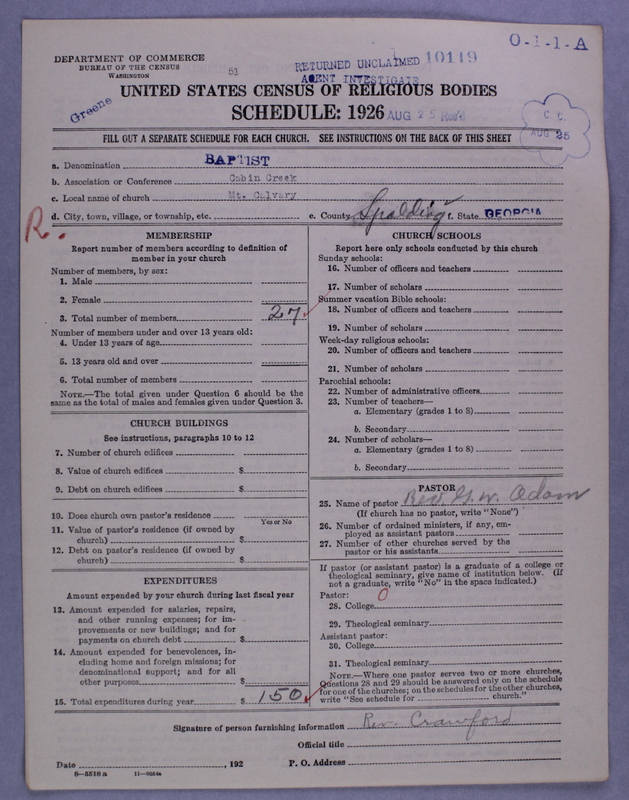 O-1-1-A
DEPARTMENT OF COMMERCE
BUREAU OF THE CENSUS
WASHINGTON
51
RETURNED UNCLAIMED 10119
AGENT INVESTIGATE
UNITED STATES CENSUS OF RELIGIOUS BODIES
Greene
SCHEDULE: 1926 AUG 25 Rec'd
C. C.
AUG 25
FILL OUT A SEPARATE SCHEDULE FOR EACH CHURCH. SEE INSTRUCTIONS ON THE BACK OF THIS SHEET
a. Denomination BAPTIST
b. Association or Conference Cabin Creek
c. Local name of church Mt. Calvary
d. City, town, village, or township, etc. e. County Spalding f. State GEORGIA
R.
MEMBERSHIP
Report number of members according to definition of
member in your church
Number of members, by sex:
1. Male
2. Female
3. Total number of members 27
Number of members under and over 13 years old:
4. Under 13 years of age
5. 13 years old and over
6. Total number of members
NOTE.—The total given under Question 6 should be the
same as the total of males and females given under Question 3.
CHURCH BUILDINGS
See instructions, paragraphs 10 to 12
7. Number of church edifices
8. Value of church edifices $
9. Debt on church edifices $
10. Does church own pastor's residence
Yes or No
11. Value of pastor's residence (if owned by
church) $
12. Debt on pastor's residence (if owned by
church) $
EXPENDITURES
Amount expended by your church during last fiscal year
13. Amount expended for salaries, repairs,
and other running expenses; for im-
provements or new buildings; and for
payments on church debt $
14. Amount expended for benevolences, in-
cluding home and foreign missions; for
denominational support; and for all
other purposes $
15. Total expenditures during year $ 150
CHURCH SCHOOLS
Report here only schools conducted by this church
Sunday schools:
16. Number of officers and teachers
17. Number of scholars
Summer vacation Bible schools:
18. Number of officers and teachers
19. Number of scholars
Week-day religious schools:
20. Number of officers and teachers
21. Number of scholars
Parochial schools:
22. Number of administrative officers
23. Number of teachers—
a. Elementary (grades 1 to 8)
b. Secondary
24. Number of scholars—
a. Elementary (grades 1 to 8)
b. Secondary
PASTOR
25. Name of pastor Rev. G. W. Adam
(If church has no pastor, write "None")
26. Number of ordained ministers, if any, em-
ployed as assistant pastors
27. Number of other churches served by the
pastor or his assistants
If pastor (or assistant pastor) is a graduate of a college or
theological seminary, give name of institution below. (If
not a graduate, write "No" in the space indicated.)
Pastor: 0
28. College
29. Theological seminary
Assistant pastor:
30. College
31. Theological seminary
NOTE.—Where one pastor serves two or more churches,
Questions 28 and 29 should be answered only on the schedule
for one of the churches; on the schedules for the other churches,
write "See schedule for church."
Signature of person furnishing information Rev. Crawford
Official title
Date , 192 P. O. Address
8—5518 a 11—9054a